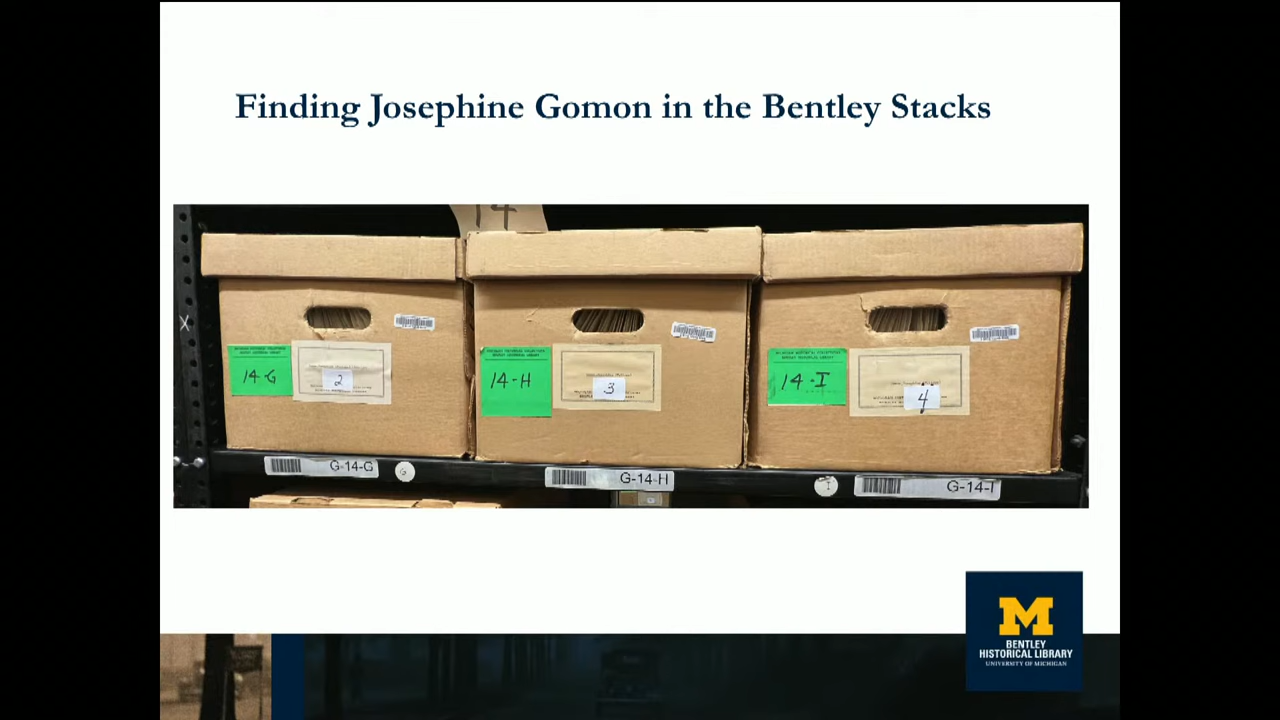 Finding Josephine Gomon in the Bentley Stacks
14
X
14-G
2
14-H
3
14-I
4
G-14-G
G
G-14-H
I
G-14-I
M
BENTLEY
HISTORICAL LIBRARY
UNIVERSITY OF MICHIGAN